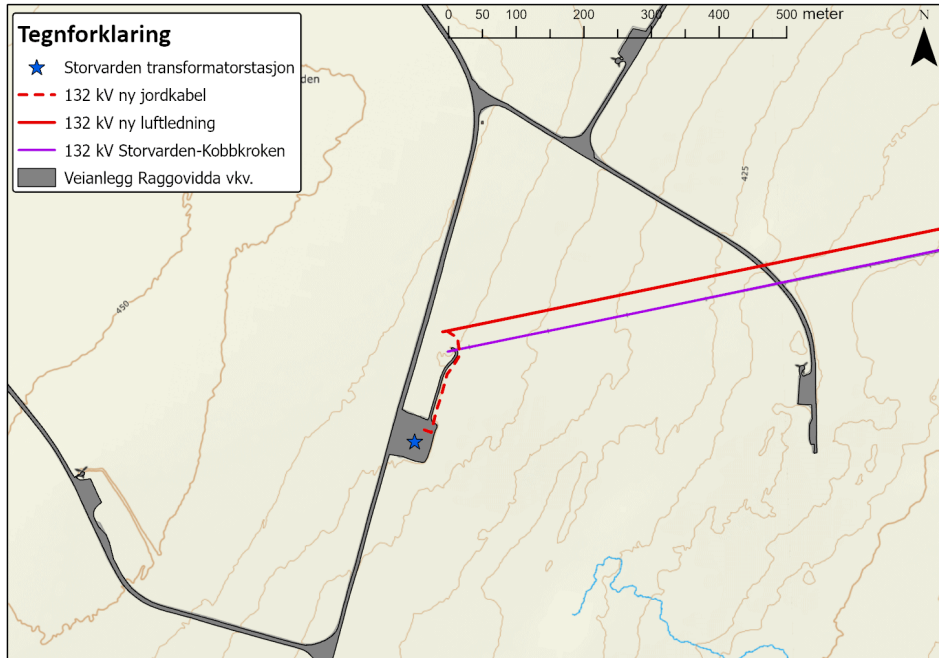 Tegnforklaring
Storvarden transformatorstasjon
132 kV ny jordkabel
132 kV ny luftledning
132 kV Storvarden-Kobbkroken
Veianlegg Raggovidda vkv.
0 50 100 200 300 400 500 meter
N
den
425
450